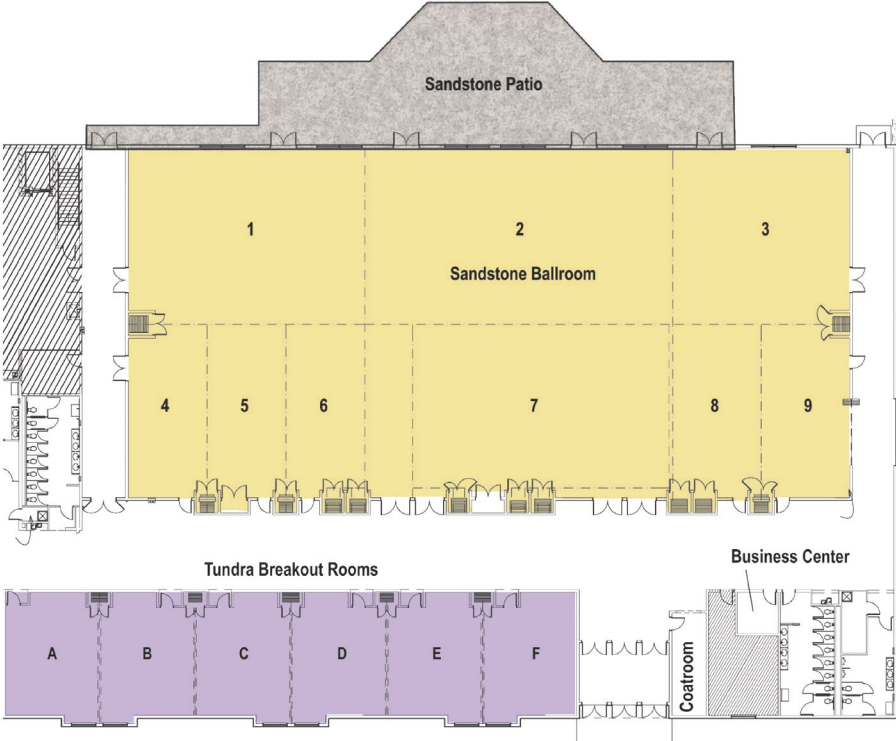 Sandstone Patio
1
2
3
Sandstone Ballroom
4
5
6
7
8
9
Business Center
Tundra Breakout Rooms
A
B
C
D
E
F
Coatroom